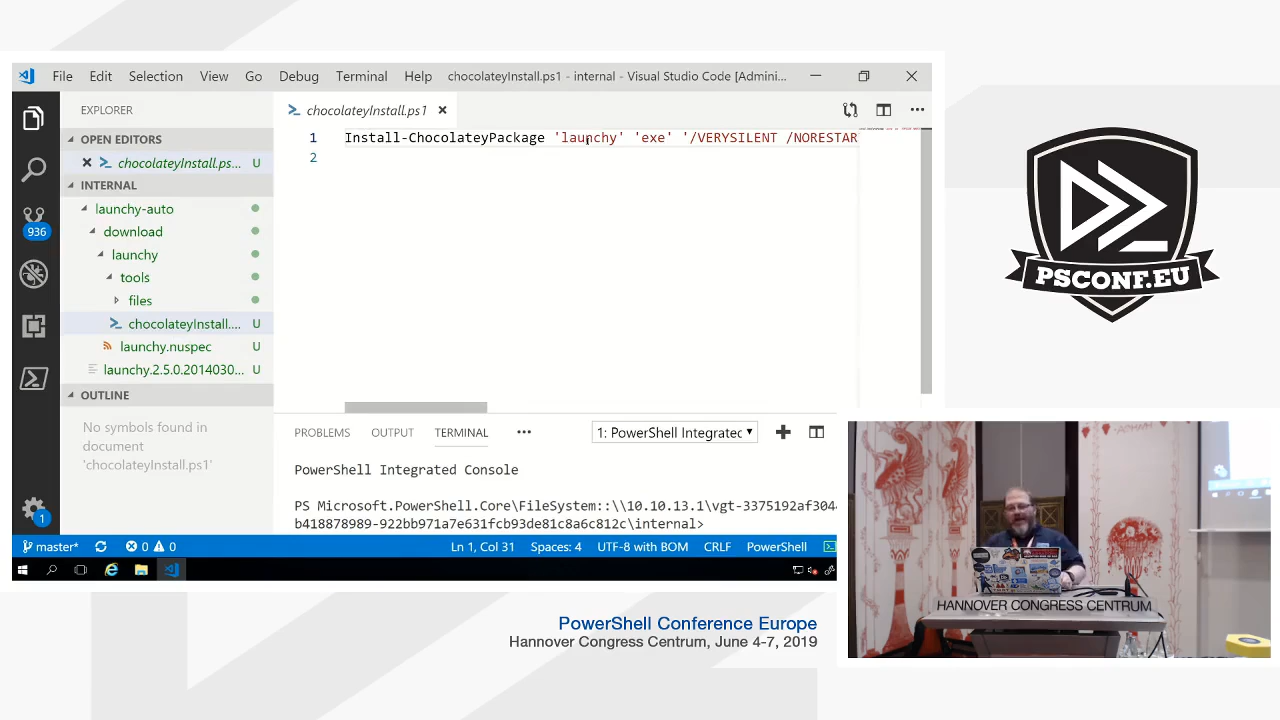 File Edit Selection View Go Debug Terminal Help chocolateyInstall.ps1 - internal - Visual Studio Code [Admini...
EXPLORER
chocolateyInstall.ps1
OPEN EDITORS
chocolateyInstall.ps... U
INTERNAL
launchy-auto
download
launchy
tools
files
chocolateyInstall.... U
launchy.nuspec U
launchy.2.5.0.2014030... U
OUTLINE
No symbols found in
document
'chocolateyInstall.ps1'
936
1
1 Install-ChocolateyPackage 'launchy' 'exe' '/VERYSILENT /NORESTAR
2
PROBLEMS OUTPUT TERMINAL ... 1: PowerShell Integrated
PowerShell Integrated Console
PS Microsoft.PowerShell.Core\FileSystem::\\10.10.13.1\vgt-3375192af304
b418878989-922bb971a7e631fcb93de81c8a6c812c\internal>
master* 0 0 Ln 1, Col 31 Spaces: 4 UTF-8 with BOM CRLF PowerShell
PSCONF.EU
HANNOVER CONGRESS CENTRUM
PowerShell Conference Europe
Hannover Congress Centrum, June 4-7, 2019